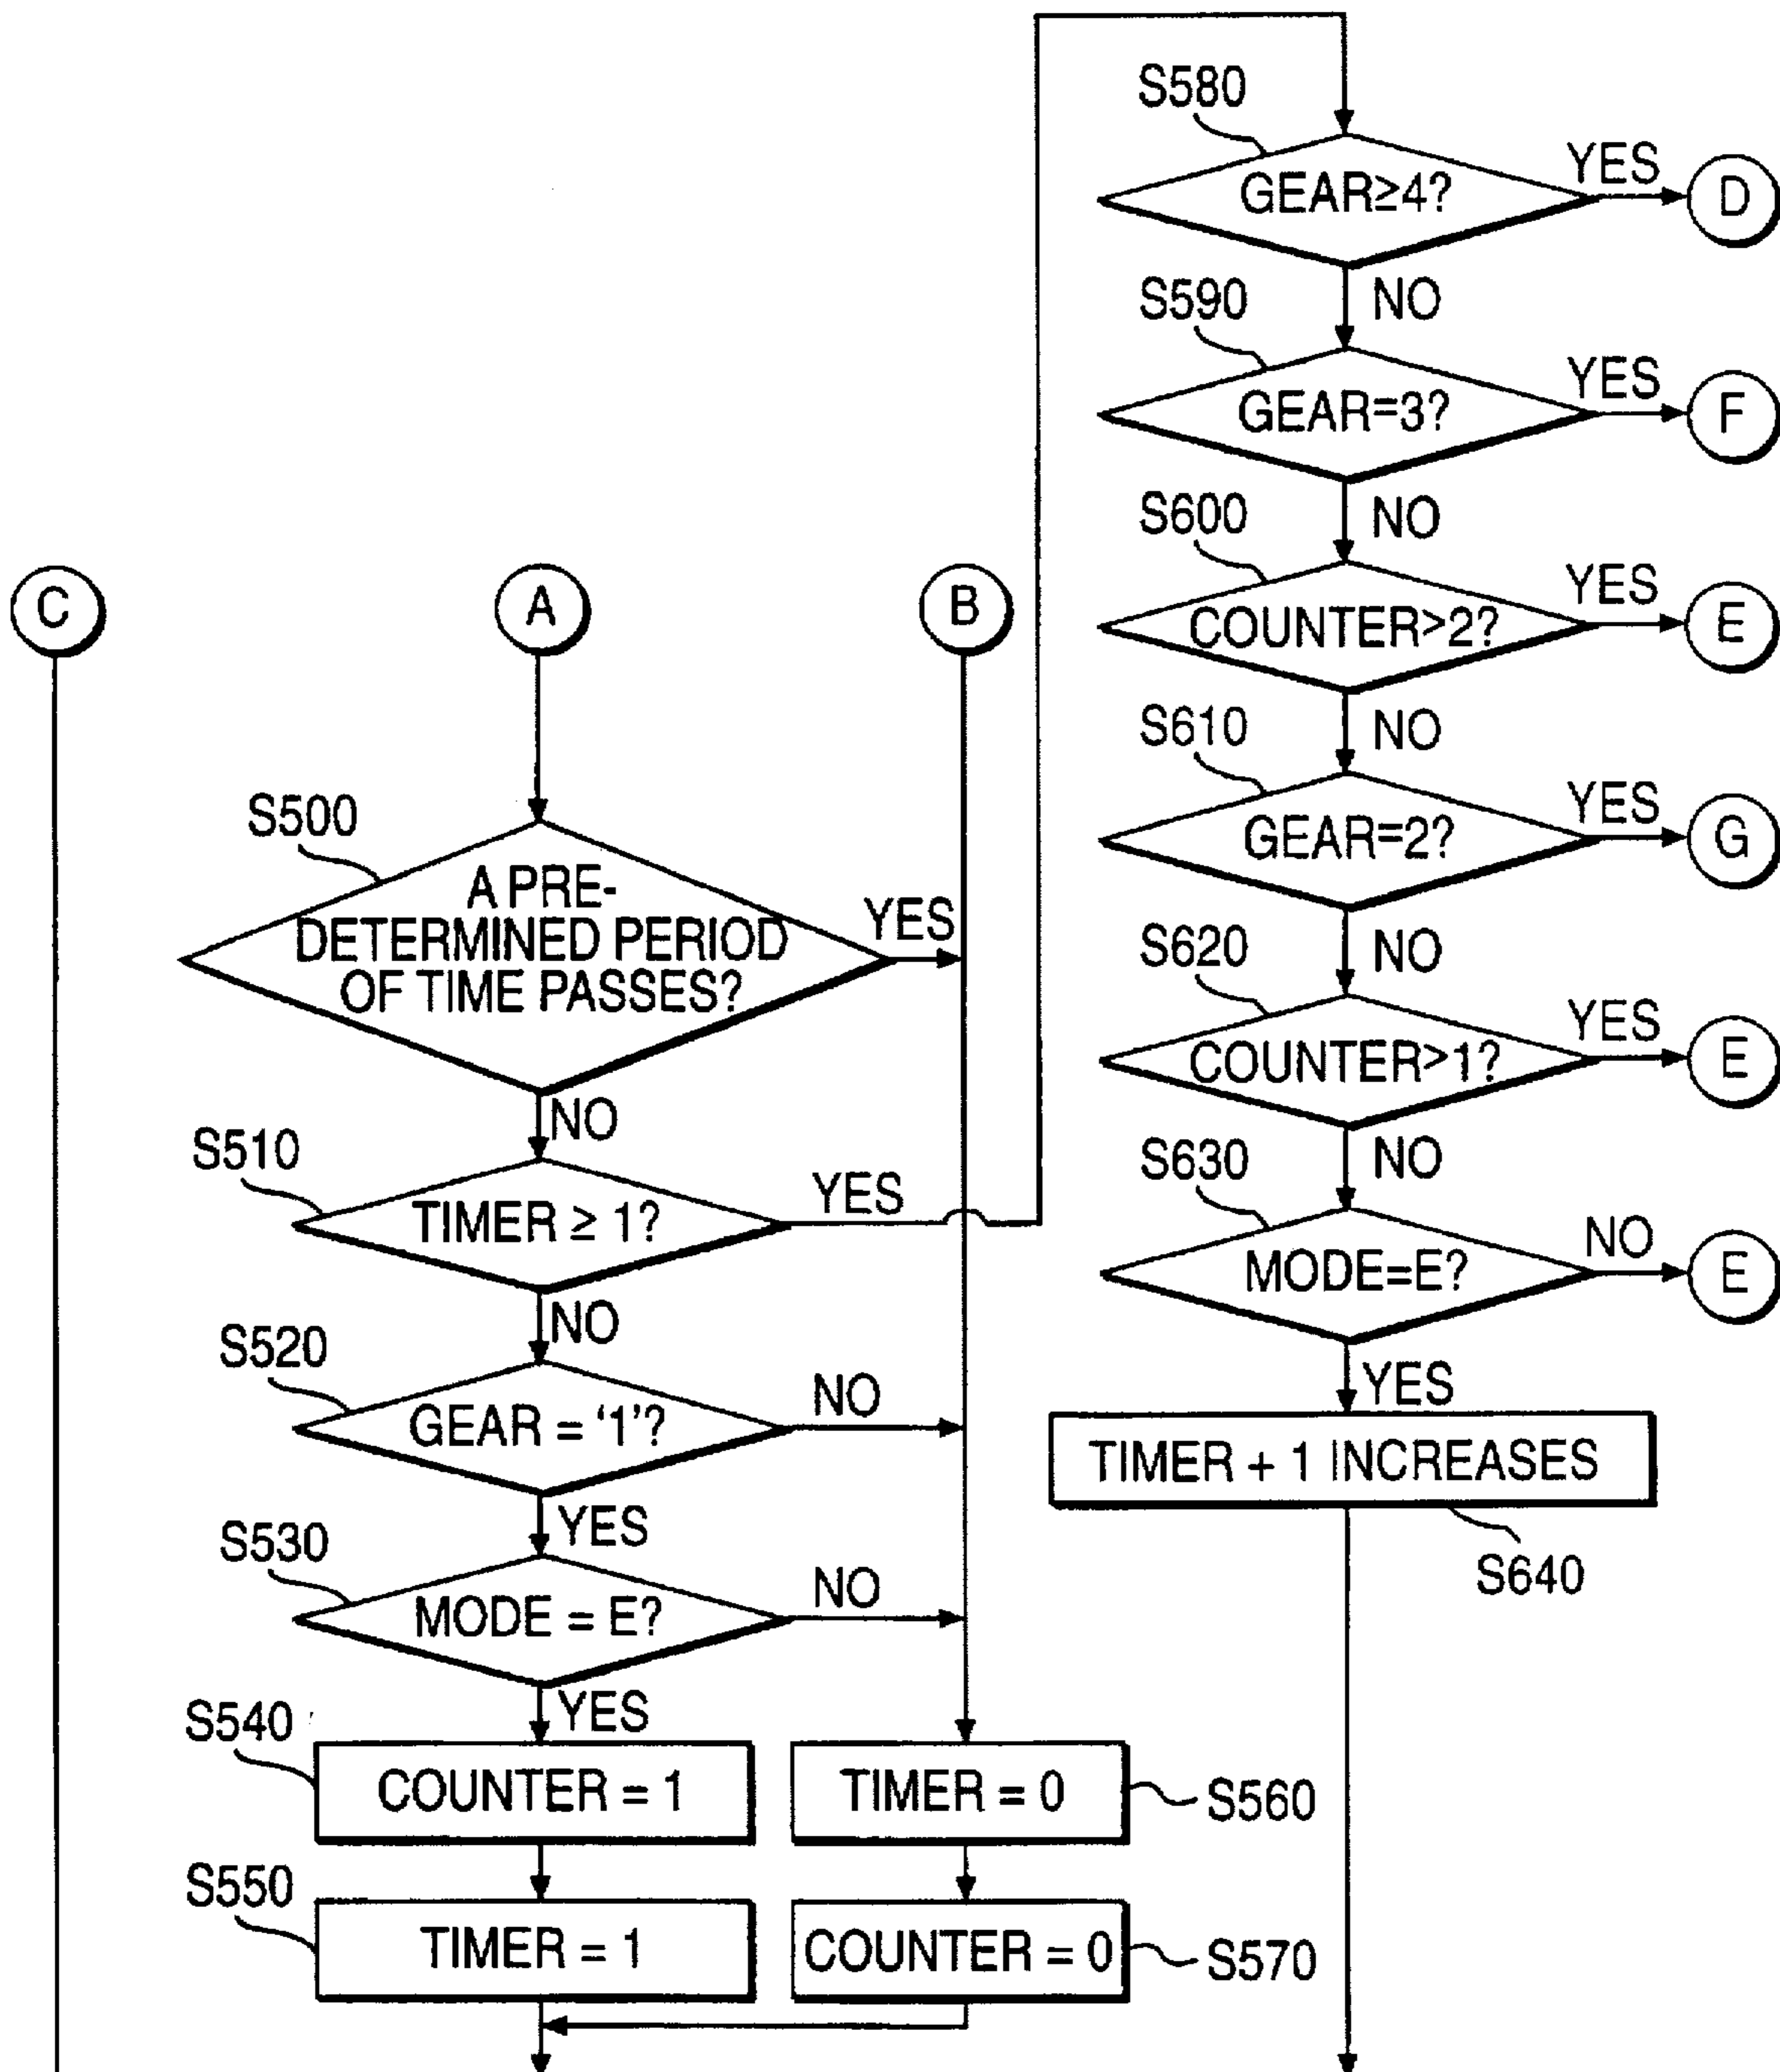 C
A
B
S500
A PRE-
DETERMINED PERIOD
OF TIME PASSES?
YES
NO
S510
TIMER ≥ 1?
YES
NO
S520
GEAR = ‘1’?
NO
YES
S530
MODE = E?
NO
YES
S540
COUNTER = 1
S550
TIMER = 1
TIMER = 0
S560
COUNTER = 0
S570
S580
GEAR≥4?
YES
D
NO
S590
GEAR=3?
YES
F
NO
S600
COUNTER>2?
YES
E
NO
S610
GEAR=2?
YES
G
NO
S620
COUNTER>1?
YES
E
NO
S630
MODE=E?
NO
E
YES
TIMER + 1 INCREASES
S640